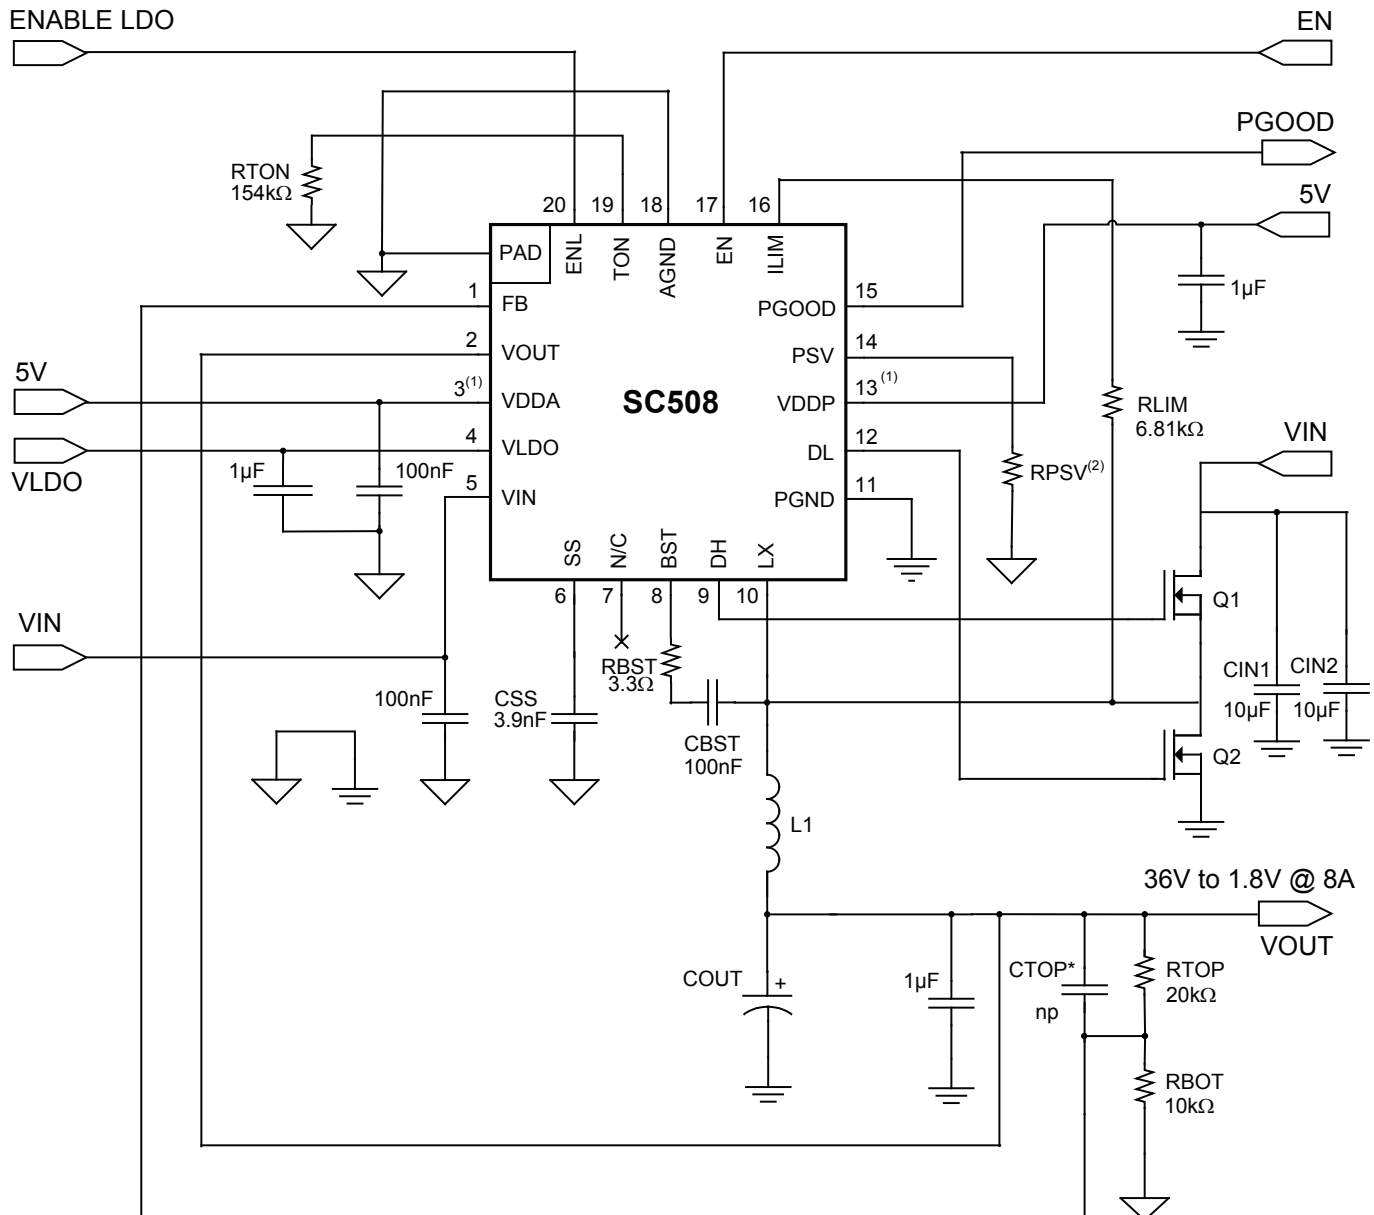 ENABLE LDO
EN
PGOOD
5V
RTON
154kΩ
20
19
18
17
16
PAD
ENL
TON
AGND
EN
ILIM
1µF
1
FB
15
PGOOD
2
VOUT
14
PSV
5V
3(1)
VDDA
SC508
13 (1)
VDDP
RLIM
6.81kΩ
VLDO
4
VLDO
12
DL
VIN
1µF
100nF
RPSV(2)
5
VIN
11
PGND
SS
N/C
BST
DH
LX
6
7
8
9
10
Q1
VIN
RBST
3.3Ω
100nF
CSS
3.9nF
CBST
100nF
CIN1
10µF
CIN2
10µF
Q2
L1
36V to 1.8V @ 8A
VOUT
COUT
+
1µF
CTOP*
np
RTOP
20kΩ
RBOT
10kΩ